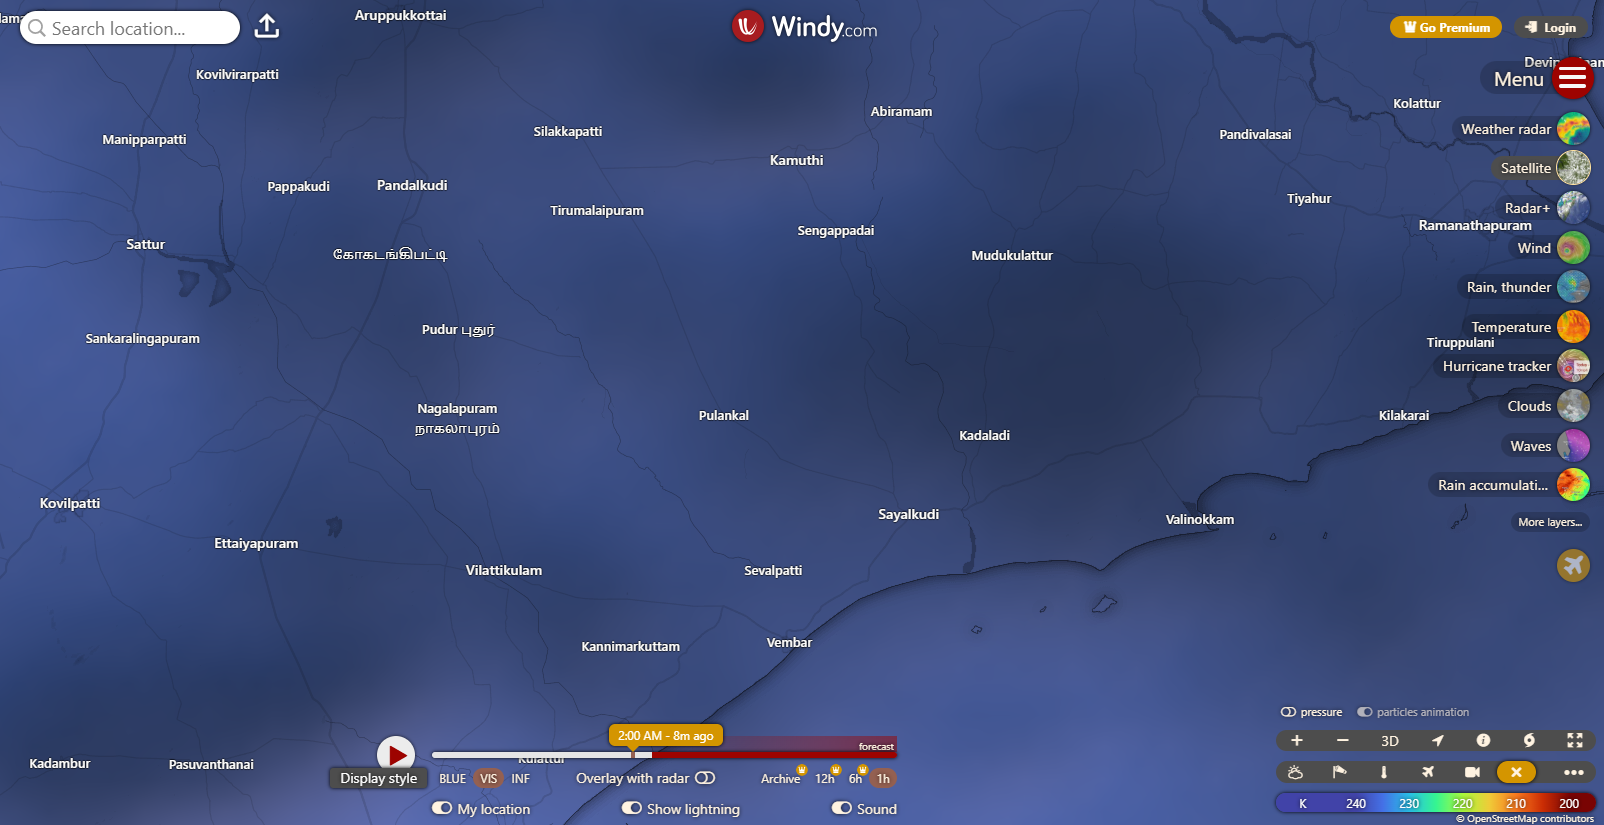 Search location...
Windy.com
Go Premium
Login
Menu
Weather radar
Satellite
Radar+
Wind
Rain, thunder
Temperature
Hurricane tracker
Clouds
Waves
Rain accumulati...
More layers...
Aruppukkottai
Kovilvirarpatti
Abiramam
Kolattur
Silakkapatti
Pandivalasai
Manipparpatti
Kamuthi
Pappakudi
Pandalkudi
Tiyahur
Tirumalaipuram
Ramanathapuram
Sengappadai
Sattur
கோகடங்கிபட்டி
Mudukulattur
Pudur புதுர்
Sankaralingapuram
Tiruppulani
Nagalapuram
நாகலாபுரம்
Pulankal
Kilakarai
Kadaladi
Kovilpatti
Sayalkudi
Valinokkam
Ettaiyapuram
Vilattikulam
Sevalpatti
Kannimarkuttam
Vembar
Kadambur
Pasuvanthanai
Kulattur
2:00 AM - 8m ago
forecast
Display style
BLUE VIS INF
Overlay with radar
Archive 12h 6h 1h
My location
Show lightning
Sound
pressure
particles animation
3D
K 240 230 220 210 200
© OpenStreetMap contributors